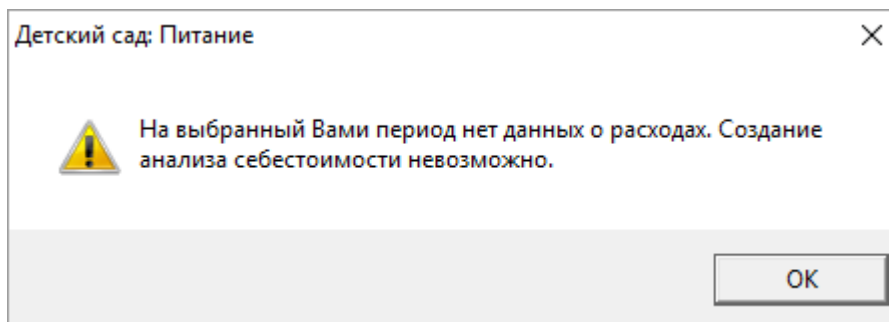 Детский сад: Питание
На выбранный Вами период нет данных о расходах. Создание
анализа себестоимости невозможно.
OK